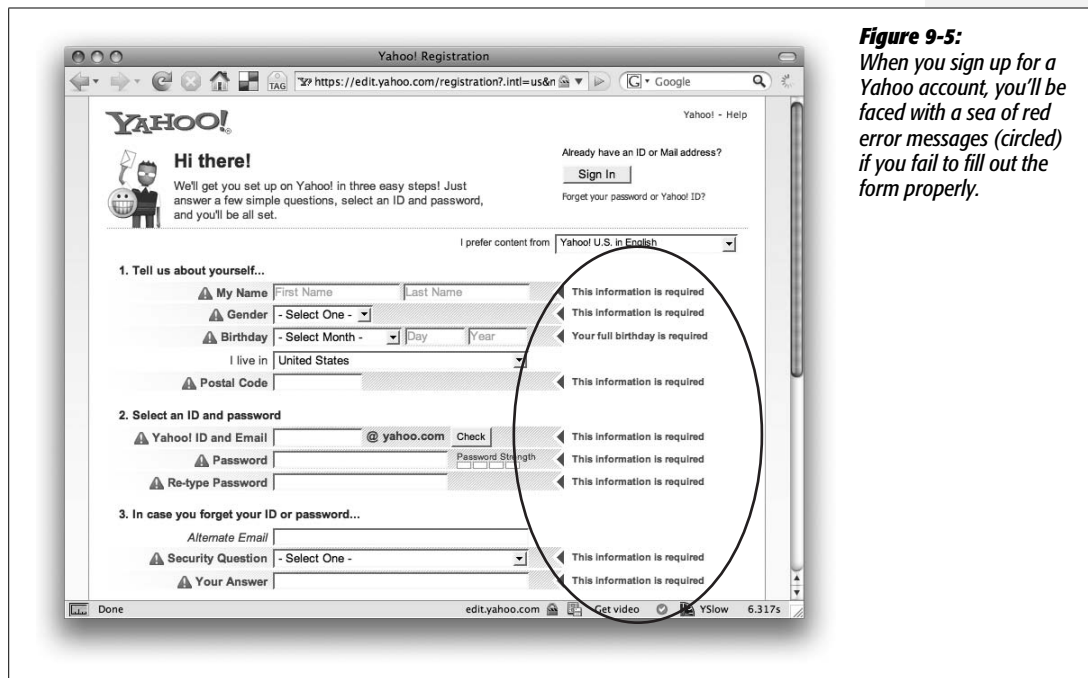 Yahoo! Registration
TAG
Y? https://edit.yahoo.com/registration?.intl=us&n
G
Google
YAHOO!
Yahoo! - Help
Hi there!
We'll get you set up on Yahoo! in three easy steps! Just
answer a few simple questions, select an ID and password,
and you'll be all set.
Already have an ID or Mail address?
Sign In
Forget your password or Yahoo! ID?
I prefer content from Yahoo! U.S. in English
1. Tell us about yourself...
My Name First Name Last Name This information is required
Gender - Select One - This information is required
Birthday - Select Month - Day Year Your full birthday is required
I live in United States
Postal Code This information is required
2. Select an ID and password
Yahoo! ID and Email @ yahoo.com Check This information is required
Password Password Strength This information is required
Re-type Password This information is required
3. In case you forget your ID or password...
Alternate Email
Security Question - Select One - This information is required
Your Answer This information is required
Done edit.yahoo.com Get video YSlow 6.317s
Figure 9-5:
When you sign up for a
Yahoo account, you'll be
faced with a sea of red
error messages (circled)
if you fail to fill out the
form properly.